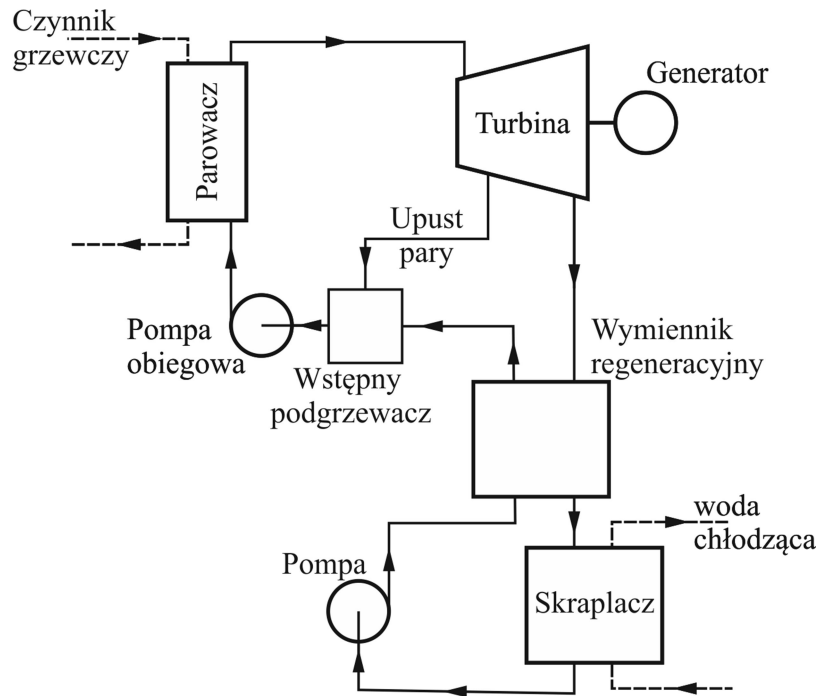 Czynnik
grzewczy
Parowacz
Turbina
Generator
Upust
pary
Pompa
obiegowa
Wstępny
podgrzewacz
Wymiennik
regeneracyjny
woda
chłodząca
Pompa
Skraplacz